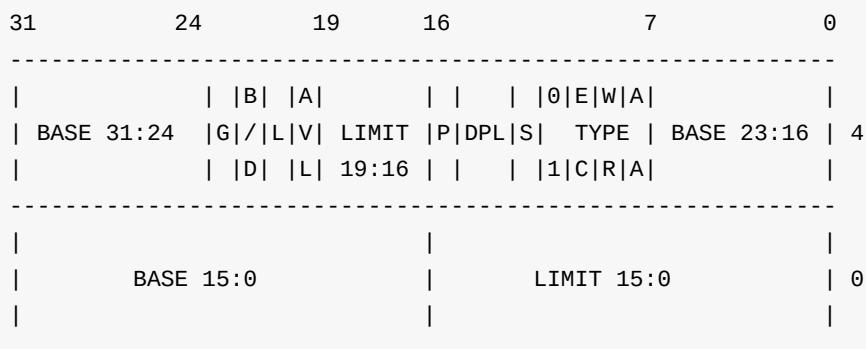 31          24        19      16              7            0
------------------------------------------------------------
|             | |B| |A|       | |   | |0|E|W|A|            |
| BASE 31:24  |G|/|L|V| LIMIT |P|DPL|S|  TYPE | BASE 23:16 | 4
|             | |D| |L| 19:16 | |   | |1|C|R|A|            |
------------------------------------------------------------
|                             |                            |
|        BASE 15:0            |       LIMIT 15:0           | 0
|                             |                            |